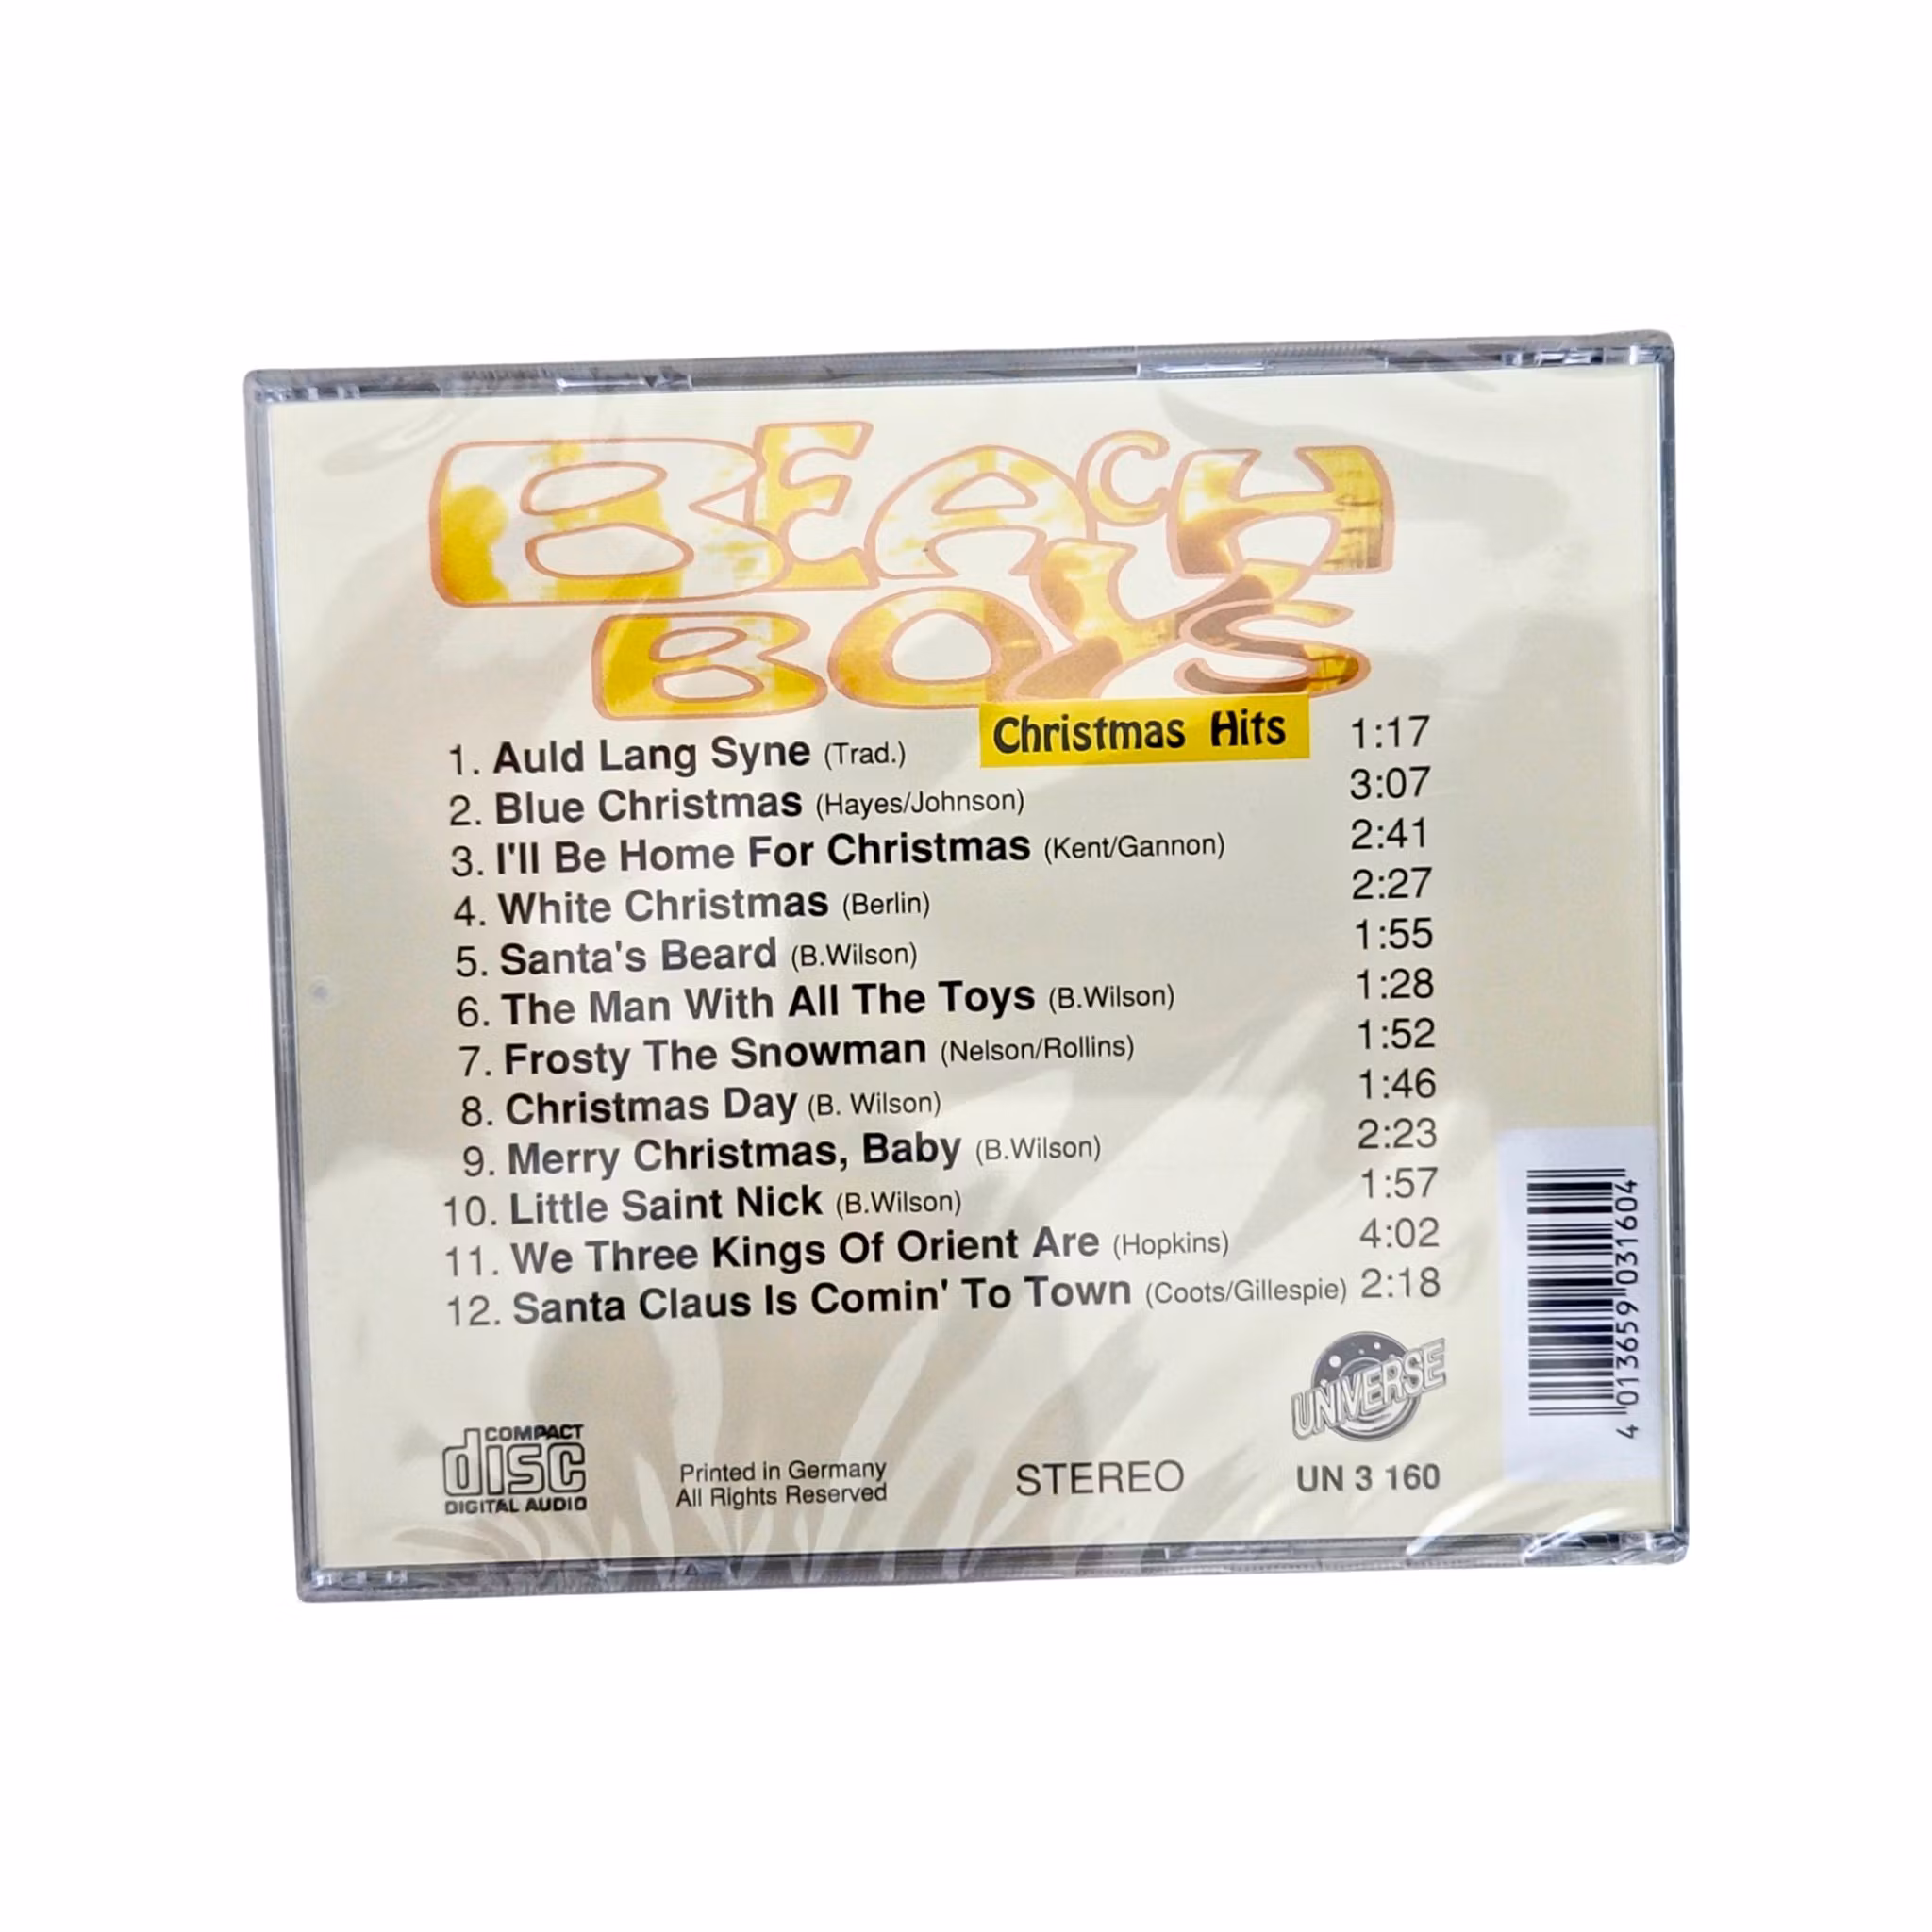 BEACH
BOYS
Christmas Hits
1. Auld Lang Syne (Trad.) 1:17
2. Blue Christmas (Hayes/Johnson) 3:07
3. I'll Be Home For Christmas (Kent/Gannon) 2:41
4. White Christmas (Berlin) 2:27
5. Santa's Beard (B.Wilson) 1:55
6. The Man With All The Toys (B.Wilson) 1:28
7. Frosty The Snowman (Nelson/Rollins) 1:52
8. Christmas Day (B. Wilson) 1:46
9. Merry Christmas, Baby (B.Wilson) 2:23
10. Little Saint Nick (B.Wilson) 1:57
11. We Three Kings Of Orient Are (Hopkins) 4:02
12. Santa Claus Is Comin' To Town (Coots/Gillespie) 2:18
UNIVERSE
COMPACT
disc
DIGITAL AUDIO
Printed in Germany
All Rights Reserved
STEREO
UN 3 160
4 013659 031604